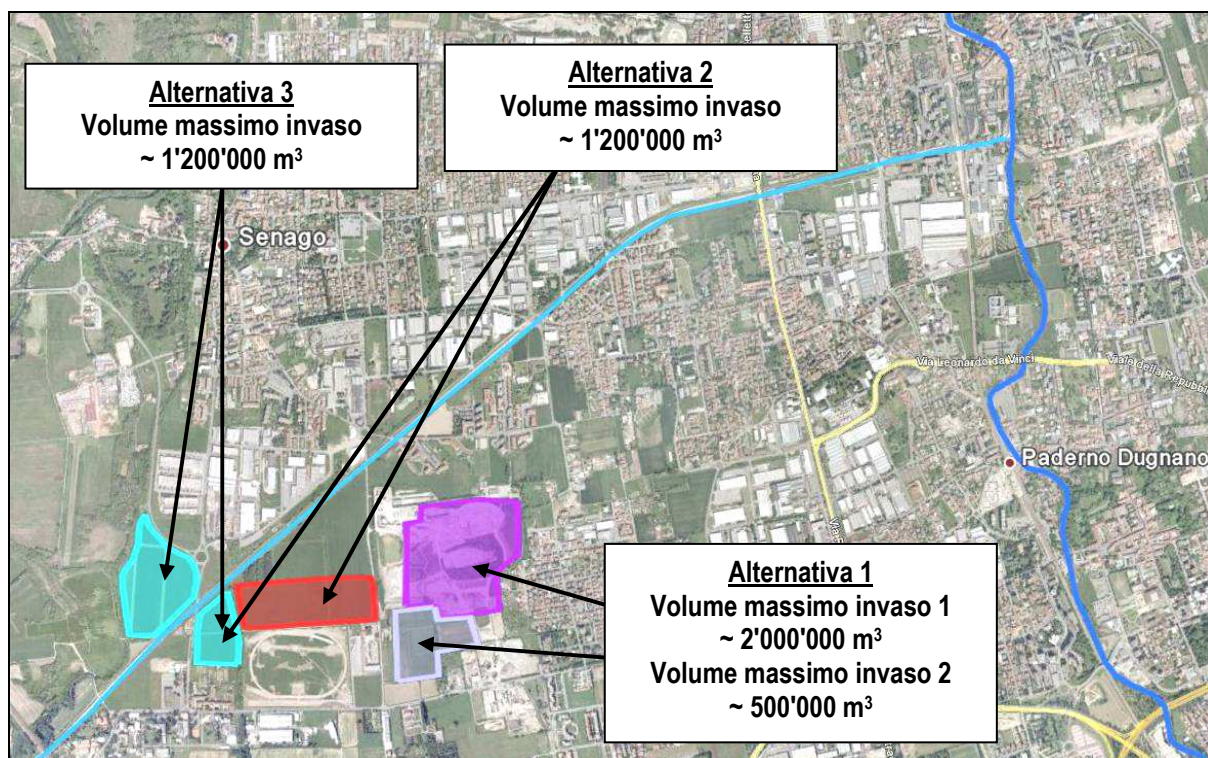 Alternativa 3
Volume massimo invaso
~ 1'200'000 m³
Alternativa 2
Volume massimo invaso
~ 1'200'000 m³
Senago
Via Leonardo da Vinci
Viale della Repubbl
Paderno Dugnano
Alternativa 1
Volume massimo invaso 1
~ 2'000'000 m³
Volume massimo invaso 2
~ 500'000 m³